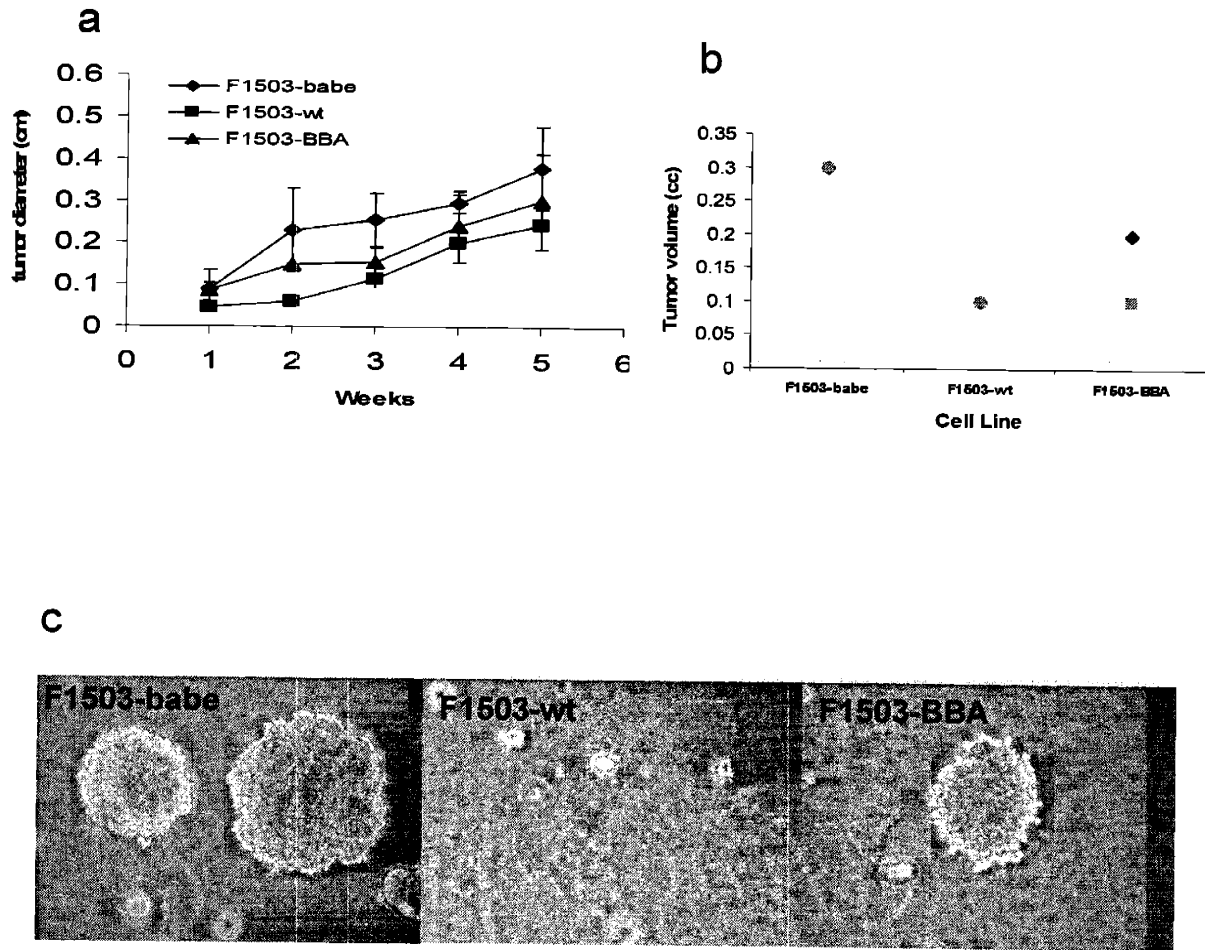 a
0.6
0.5
0.4
0.3
0.2
0.1
0
tumor diameter (cm)
F1503-babe
F1503-wt
F1503-BBA
0 1 2 3 4 5 6
Weeks
b
0.35
0.3
0.25
0.2
0.15
0.1
0.05
0
Tumor volume (cc)
F1503-babe F1503-wt F1503-BBA
Cell Line
c
F1503-babe
F1503-wt
F1503-BBA